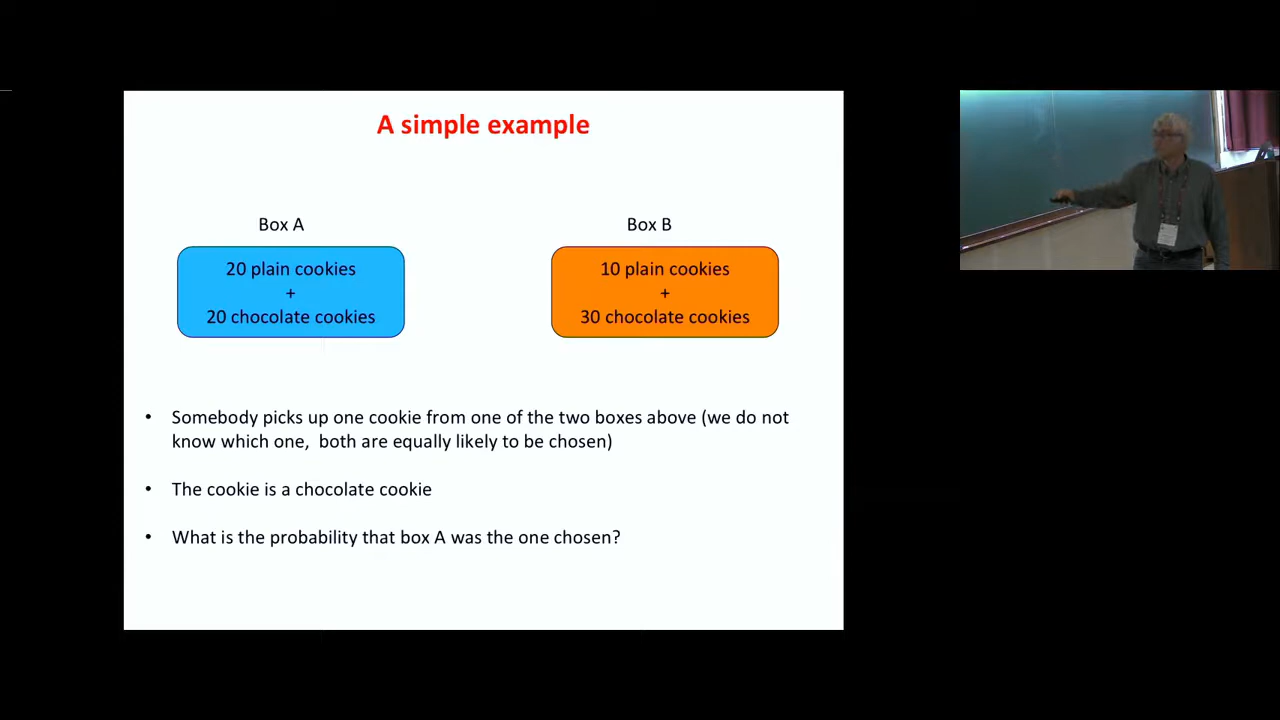 A simple example
Box A
Box B
20 plain cookies
+
20 chocolate cookies
10 plain cookies
+
30 chocolate cookies
• Somebody picks up one cookie from one of the two boxes above (we do not
know which one, both are equally likely to be chosen)
• The cookie is a chocolate cookie
• What is the probability that box A was the one chosen?